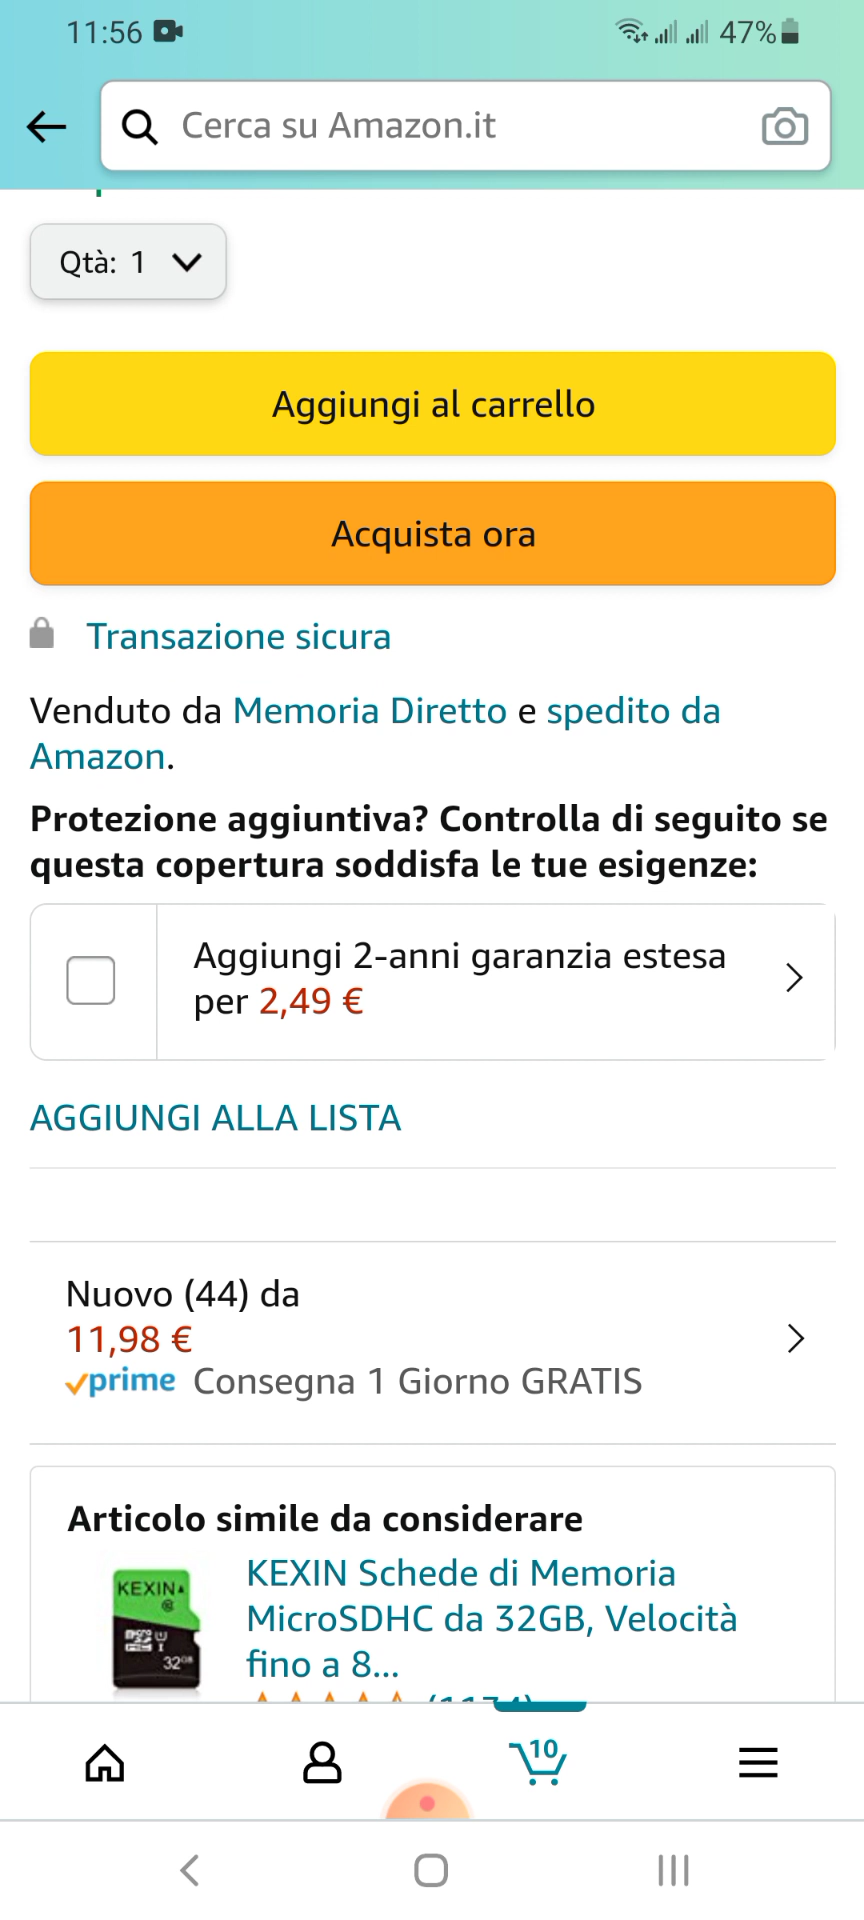 11:56
47%
Cerca su Amazon.it
Qtà: 1
Aggiungi al carrello
Acquista ora
Transazione sicura
Venduto da Memoria Diretto e spedito da
Amazon.
Protezione aggiuntiva? Controlla di seguito se
questa copertura soddisfa le tue esigenze:
Aggiungi 2-anni garanzia estesa
per 2,49 €
AGGIUNGI ALLA LISTA
Nuovo (44) da
11,98 €
prime Consegna 1 Giorno GRATIS
Articolo simile da considerare
KEXIN
32GB
KEXIN Schede di Memoria
MicroSDHC da 32GB, Velocità
fino a 8...
10